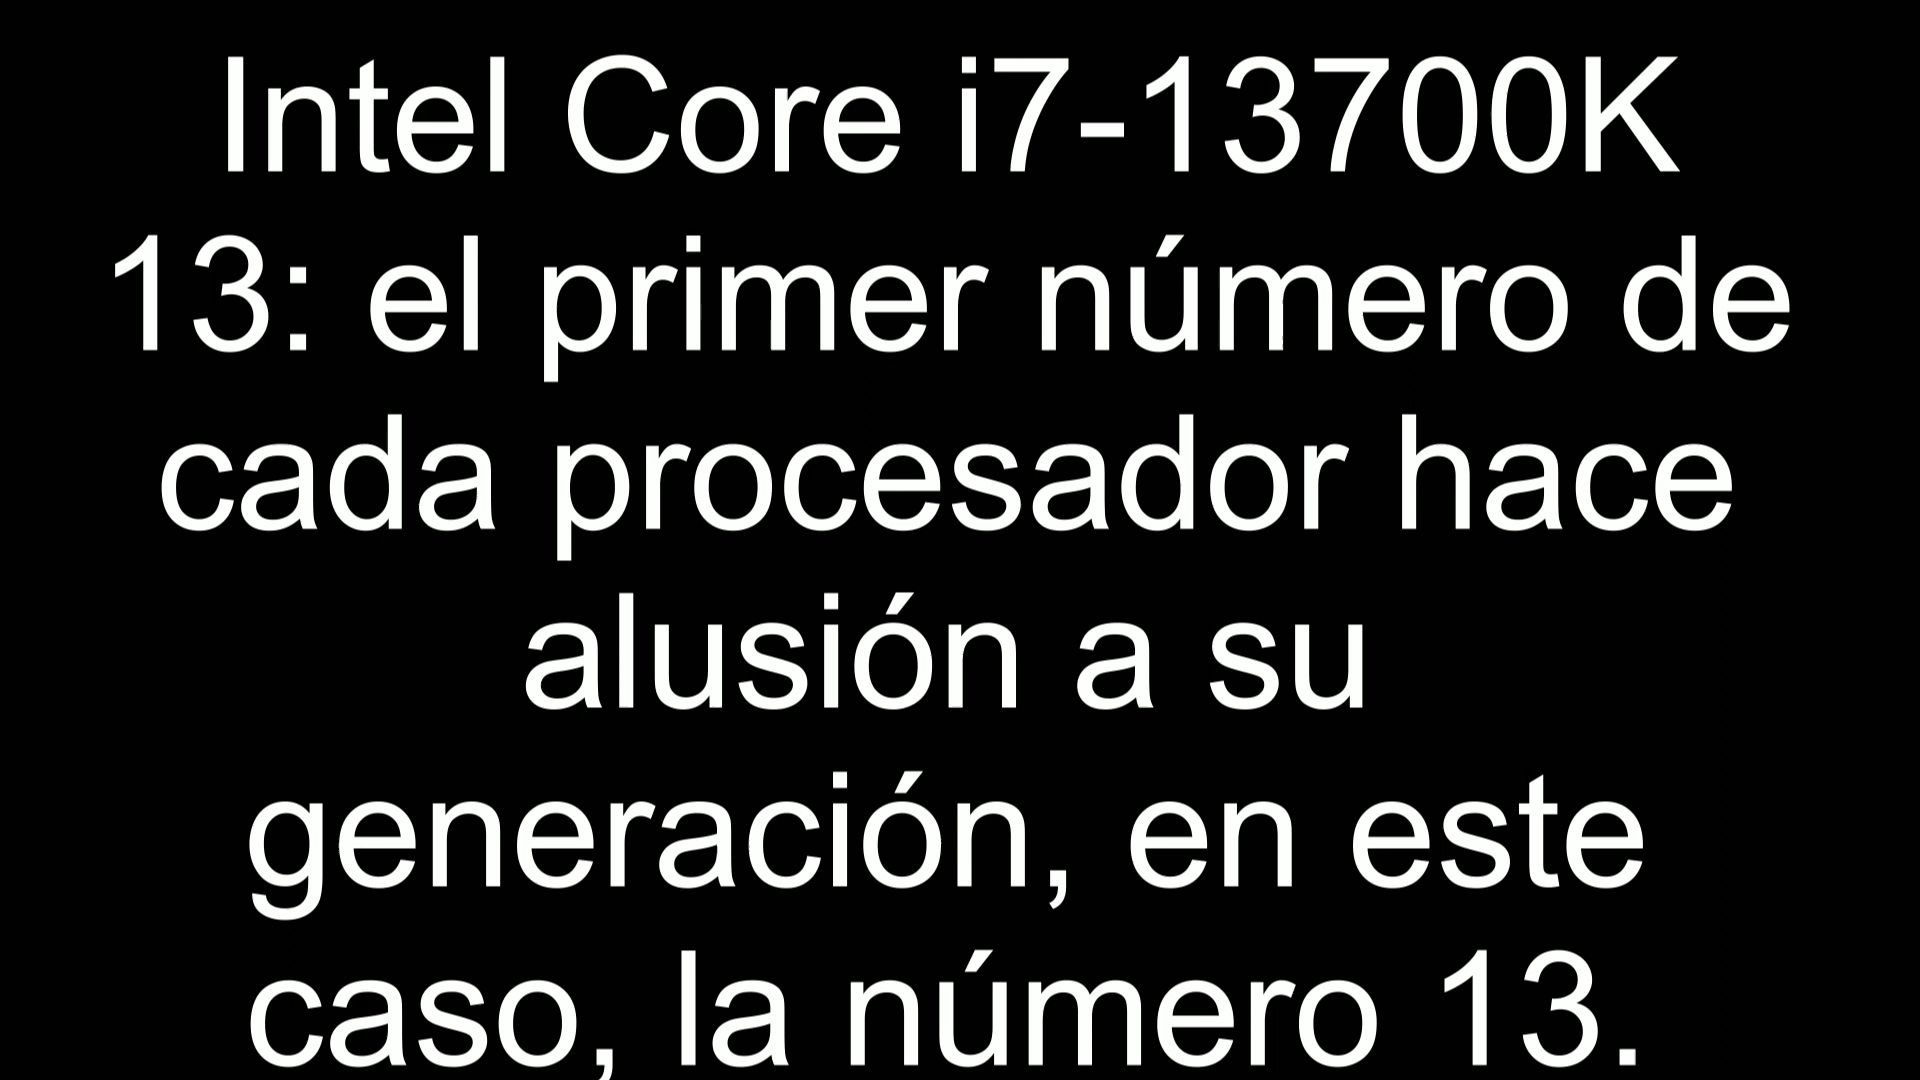 Intel Core i7-13700K
13: el primer número de
cada procesador hace
alusión a su
generación, en este
caso, la número 13.